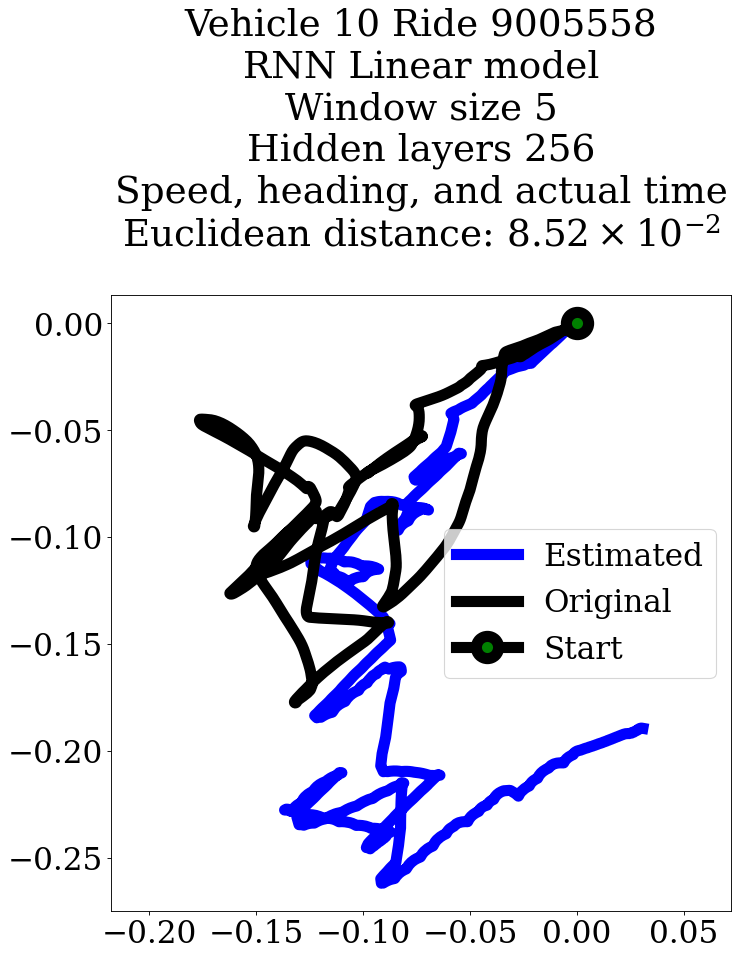 Vehicle 10 Ride 9005558
RNN Linear model
Window size 5
Hidden layers 256
Speed, heading, and actual time
Euclidean distance: 8.52 × 10⁻²
0.00
−0.05
−0.10
−0.15
−0.20
−0.25
Estimated
Original
Start
−0.20 −0.15 −0.10 −0.05 0.00 0.05